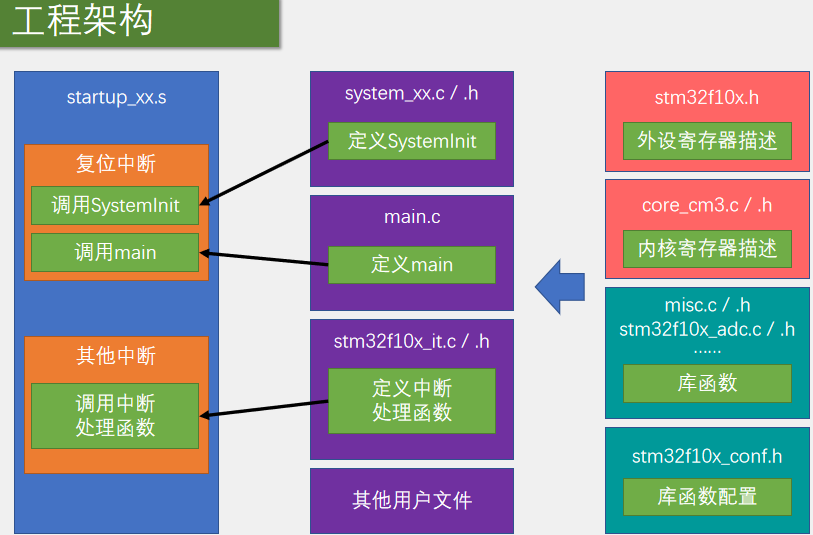 工程架构
startup_xx.s
复位中断
调用SystemInit
调用main
其他中断
调用中断
处理函数
system_xx.c / .h
定义SystemInit
main.c
定义main
stm32f10x_it.c / .h
定义中断
处理函数
其他用户文件
stm32f10x.h
外设寄存器描述
core_cm3.c / .h
内核寄存器描述
misc.c / .h
stm32f10x_adc.c / .h
……
库函数
stm32f10x_conf.h
库函数配置